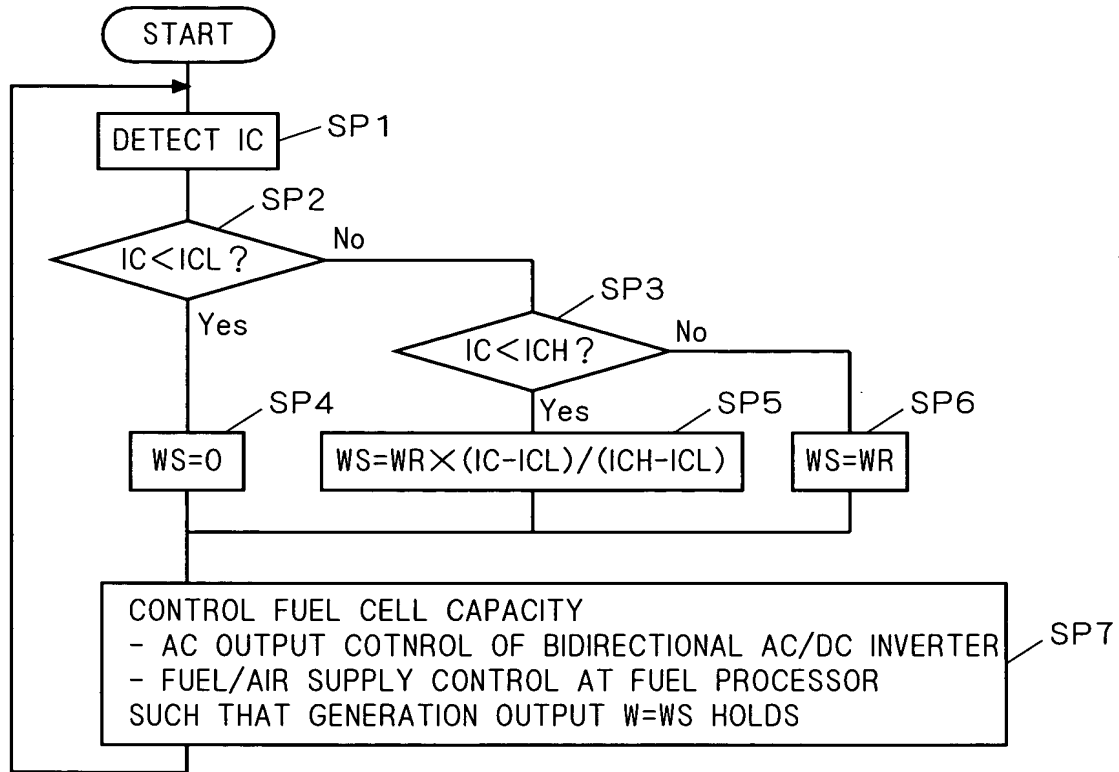 START
DETECT IC
SP1
SP2
IC<ICL?
No
Yes
SP3
IC<ICH?
No
Yes
SP4
WS=0
SP5
WS=WR×(IC-ICL)/(ICH-ICL)
SP6
WS=WR
CONTROL FUEL CELL CAPACITY
- AC OUTPUT COTNROL OF BIDIRECTIONAL AC/DC INVERTER
- FUEL/AIR SUPPLY CONTROL AT FUEL PROCESSOR
SUCH THAT GENERATION OUTPUT W=WS HOLDS
SP7